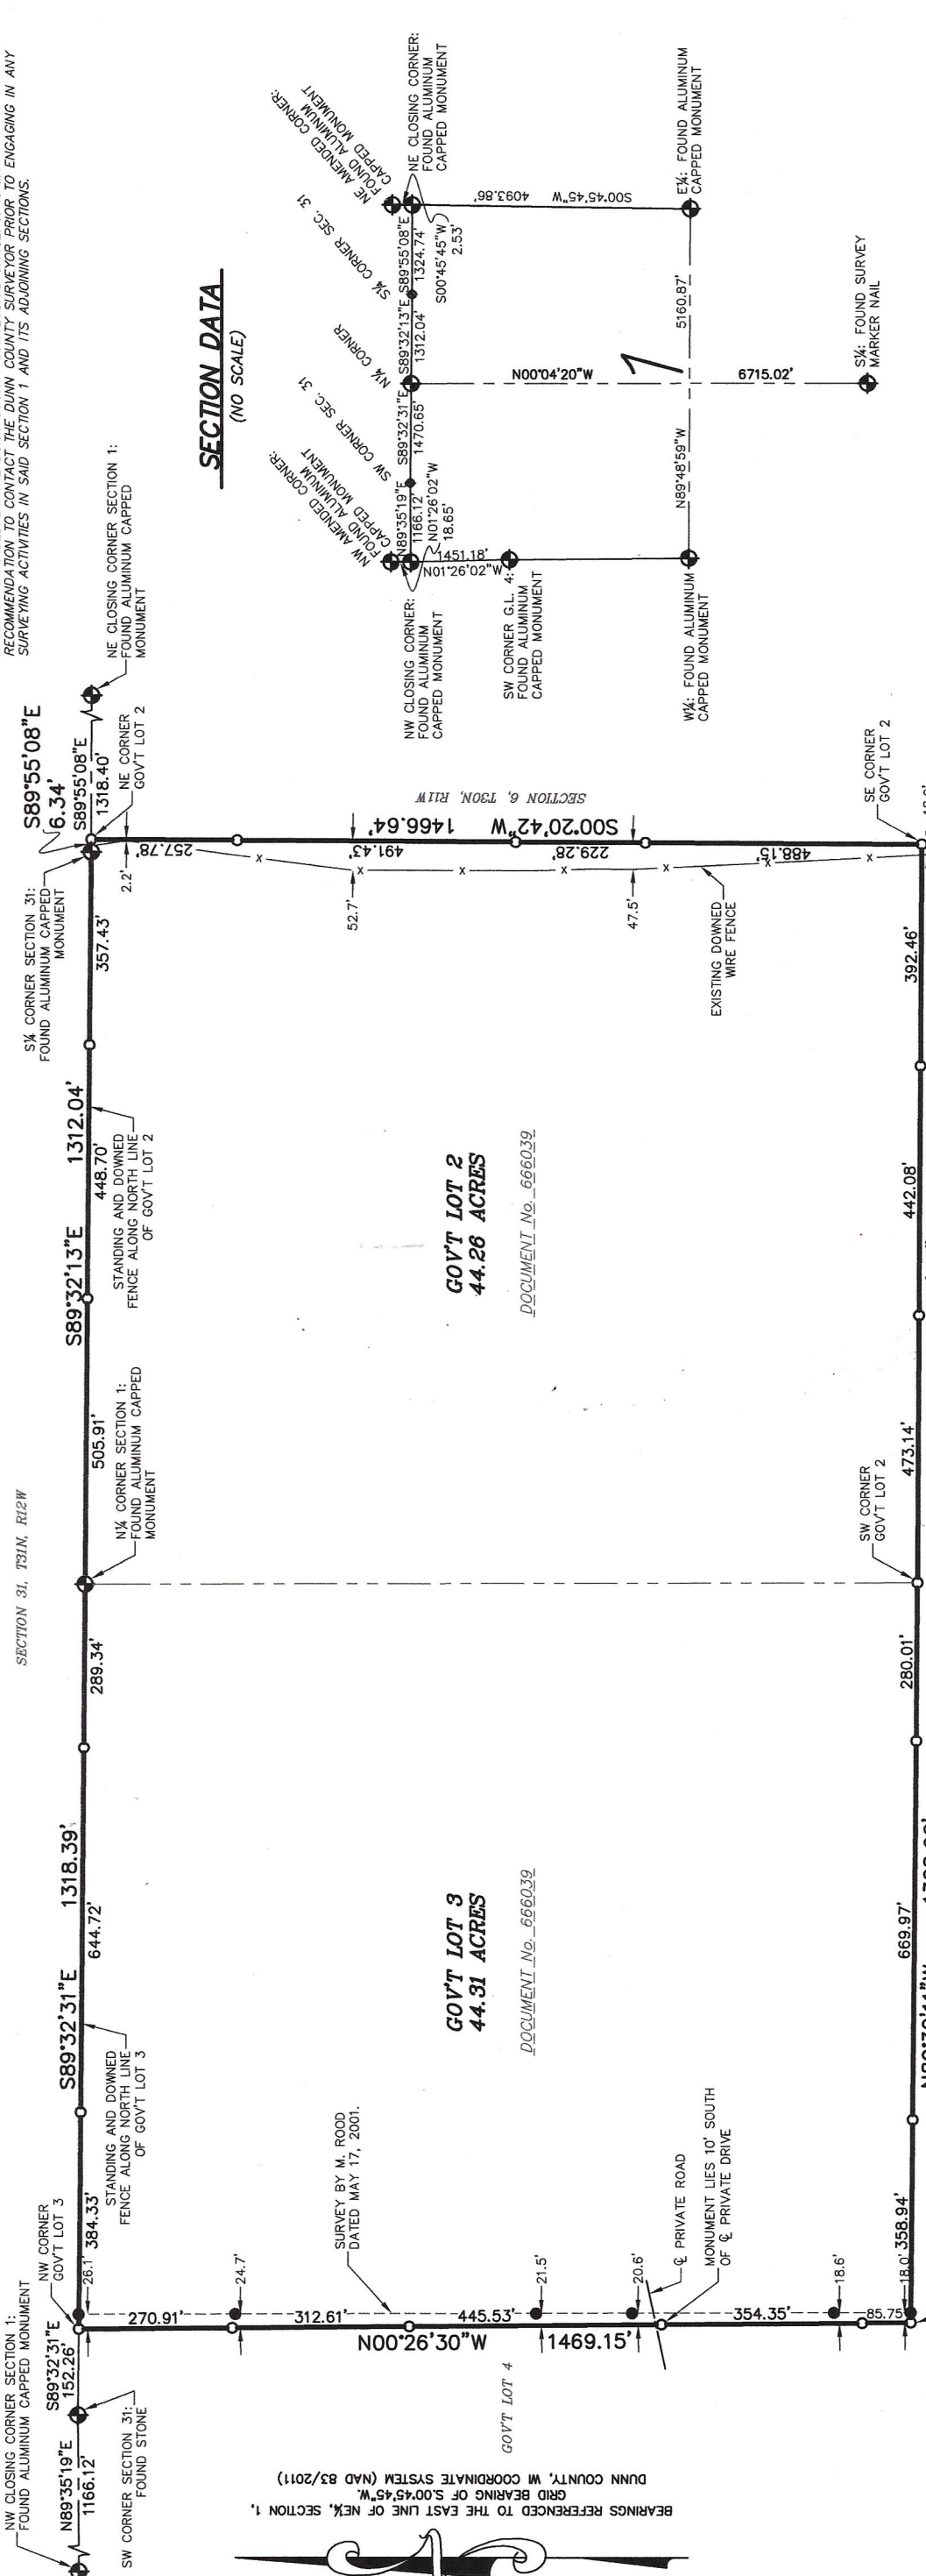 RECOMMENDATION TO CONTACT THE DUNN COUNTY SURVEYOR PRIOR TO ENGAGING IN ANY
SURVEYING ACTIVITIES IN SAID SECTION 1 AND ITS ADJOINING SECTIONS.
SECTION DATA
(NO SCALE)
NW AMENDED CORNER:
FOUND ALUMINUM
CAPPED MONUMENT
SW CORNER SEC. 31
N¼ CORNER
S¼ CORNER SEC. 31
NE AMENDED CORNER:
FOUND ALUMINUM
CAPPED MONUMENT
NE CLOSING CORNER:
FOUND ALUMINUM
CAPPED MONUMENT
N89°35'19"E
1166.12'
S89°32'31"E
1470.65'
S89°32'13"E
1312.04'
S89°55'08"E
1324.74'
N01°26'02"W
18.65'
S00°45'45"W
2.53'
NW CLOSING CORNER:
FOUND ALUMINUM
CAPPED MONUMENT
1451.18'
N01°26'02"W
SW CORNER G.L. 4:
FOUND ALUMINUM
CAPPED MONUMENT
S00°45'45"W 4093.86'
N00°04'20"W 6715.02'
1
N89°48'59"W 5160.87'
W¼: FOUND ALUMINUM
CAPPED MONUMENT
E¼: FOUND ALUMINUM
CAPPED MONUMENT
S¼: FOUND SURVEY
MARKER NAIL
NW CLOSING CORNER SECTION 1:
FOUND ALUMINUM CAPPED MONUMENT
N89°35'19"E
1166.12'
SW CORNER SECTION 31:
FOUND STONE
S89°32'31"E
152.26'
NW CORNER
GOV'T LOT 3
26.1'
384.33'
STANDING AND DOWNED
FENCE ALONG NORTH LINE
OF GOV'T LOT 3
S89°32'31"E 1318.39'
644.72'
289.34'
SECTION 31, T31N, R12W
N¼ CORNER SECTION 1:
FOUND ALUMINUM CAPPED
MONUMENT
505.91'
S89°32'13"E 1312.04'
448.70'
STANDING AND DOWNED
FENCE ALONG NORTH LINE
OF GOV'T LOT 2
357.43'
S¼ CORNER SECTION 31:
FOUND ALUMINUM CAPPED
MONUMENT
S89°55'08"E
6.34'
S89°55'08"E
1318.40'
NE CORNER
GOV'T LOT 2
NE CLOSING CORNER SECTION 1:
FOUND ALUMINUM CAPPED
MONUMENT
2.2'
257.78'
52.7'
491.43'
S00°20'42"W 1466.64'
SECTION 6, T30N, R11W
229.28'
47.5'
488.15'
EXISTING DOWNED
WIRE FENCE
SE CORNER
GOV'T LOT 2
GOV'T LOT 2
44.26 ACRES
DOCUMENT No. 666039
GOV'T LOT 3
44.31 ACRES
DOCUMENT No. 666039
270.91'
24.7'
312.61'
SURVEY BY M. ROOD
DATED MAY 17, 2001.
445.53'
21.5'
N00°26'30"W 1469.15'
20.6'
℄ PRIVATE ROAD
MONUMENT LIES 10' SOUTH
OF ℄ PRIVATE DRIVE
354.35'
18.6'
85.75'
18.0'
GOV'T LOT 4
358.94'
669.97'
280.01'
SW CORNER
GOV'T LOT 2
473.14'
442.08'
392.46'
BEARINGS REFERENCED TO THE EAST LINE OF NE¼, SECTION 1,
GRID BEARING OF S.00°45'45"W.
DUNN COUNTY, WI COORDINATE SYSTEM (NAD 83/2011)